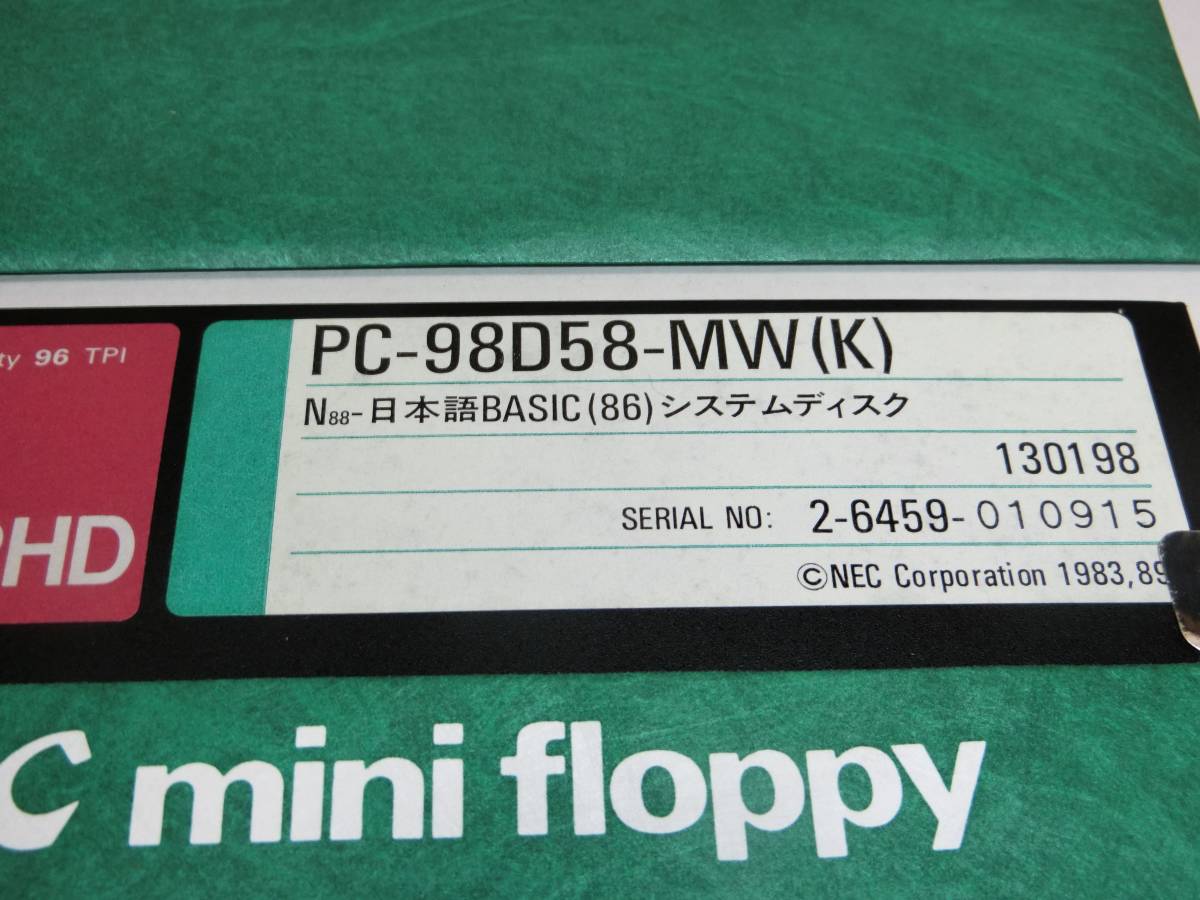 96 TPI
HD
PC-98D58-MW(K)
N88-日本語BASIC(86)システムディスク
130198
SERIAL NO: 2-6459-010915
©NEC Corporation 1983,89
mini floppy